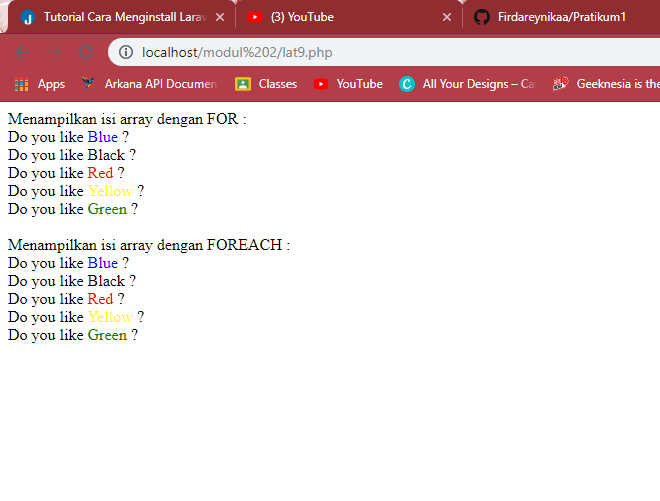 Tutorial Cara Menginstall Larav
(3) YouTube
Firdareynikaa/Pratikum1
localhost/modul%202/lat9.php
Apps
Arkana API Documen
Classes
YouTube
All Your Designs – Ca
Geeknesia is the
Menampilkan isi array dengan FOR :
Do you like Blue ?
Do you like Black ?
Do you like Red ?
Do you like Yellow ?
Do you like Green ?
Menampilkan isi array dengan FOREACH :
Do you like Blue ?
Do you like Black ?
Do you like Red ?
Do you like Yellow ?
Do you like Green ?